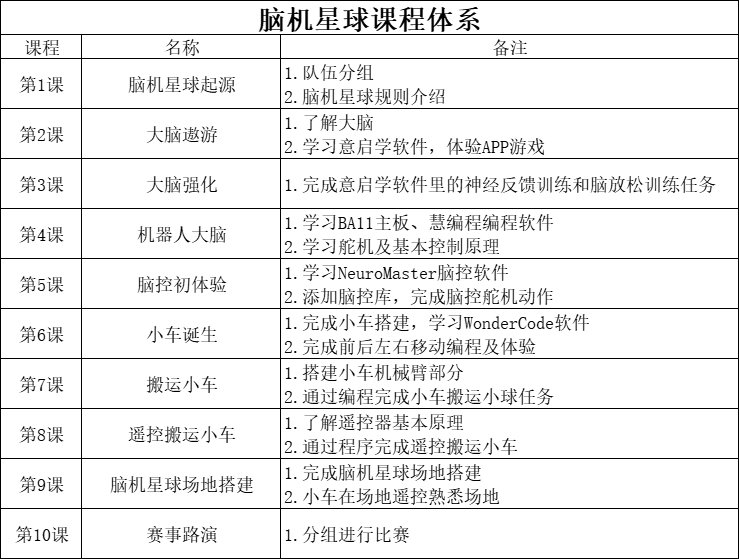 脑机星球课程体系
课程 名称 备注
第1课 脑机星球起源 1.队伍分组
2.脑机星球规则介绍
第2课 大脑遨游 1.了解大脑
2.学习意启学软件，体验APP游戏
第3课 大脑强化 1.完成意启学软件里的神经反馈训练和脑放松训练任务
第4课 机器人大脑 1.学习BA11主板、慧编程编程软件
2.学习舵机及基本控制原理
第5课 脑控初体验 1.学习NeuroMaster脑控软件
2.添加脑控库，完成脑控舵机动作
第6课 小车诞生 1.完成小车搭建，学习WonderCode软件
2.完成前后左右移动编程及体验
第7课 搬运小车 1.搭建小车机械臂部分
2.通过编程完成小车搬运小球任务
第8课 遥控搬运小车 1.了解遥控器基本原理
2.通过程序完成遥控搬运小车
第9课 脑机星球场地搭建 1.完成脑机星球场地搭建
2.小车在场地遥控熟悉场地
第10课 赛事路演 1.分组进行比赛